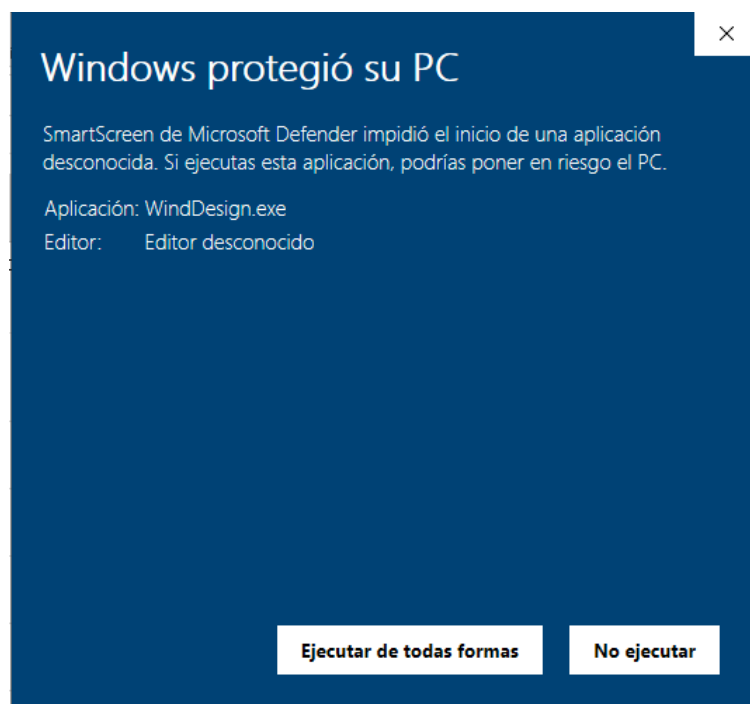 Windows protegió su PC
SmartScreen de Microsoft Defender impidió el inicio de una aplicación
desconocida. Si ejecutas esta aplicación, podrías poner en riesgo el PC.
Aplicación: WindDesign.exe
Editor: Editor desconocido
Ejecutar de todas formas
No ejecutar